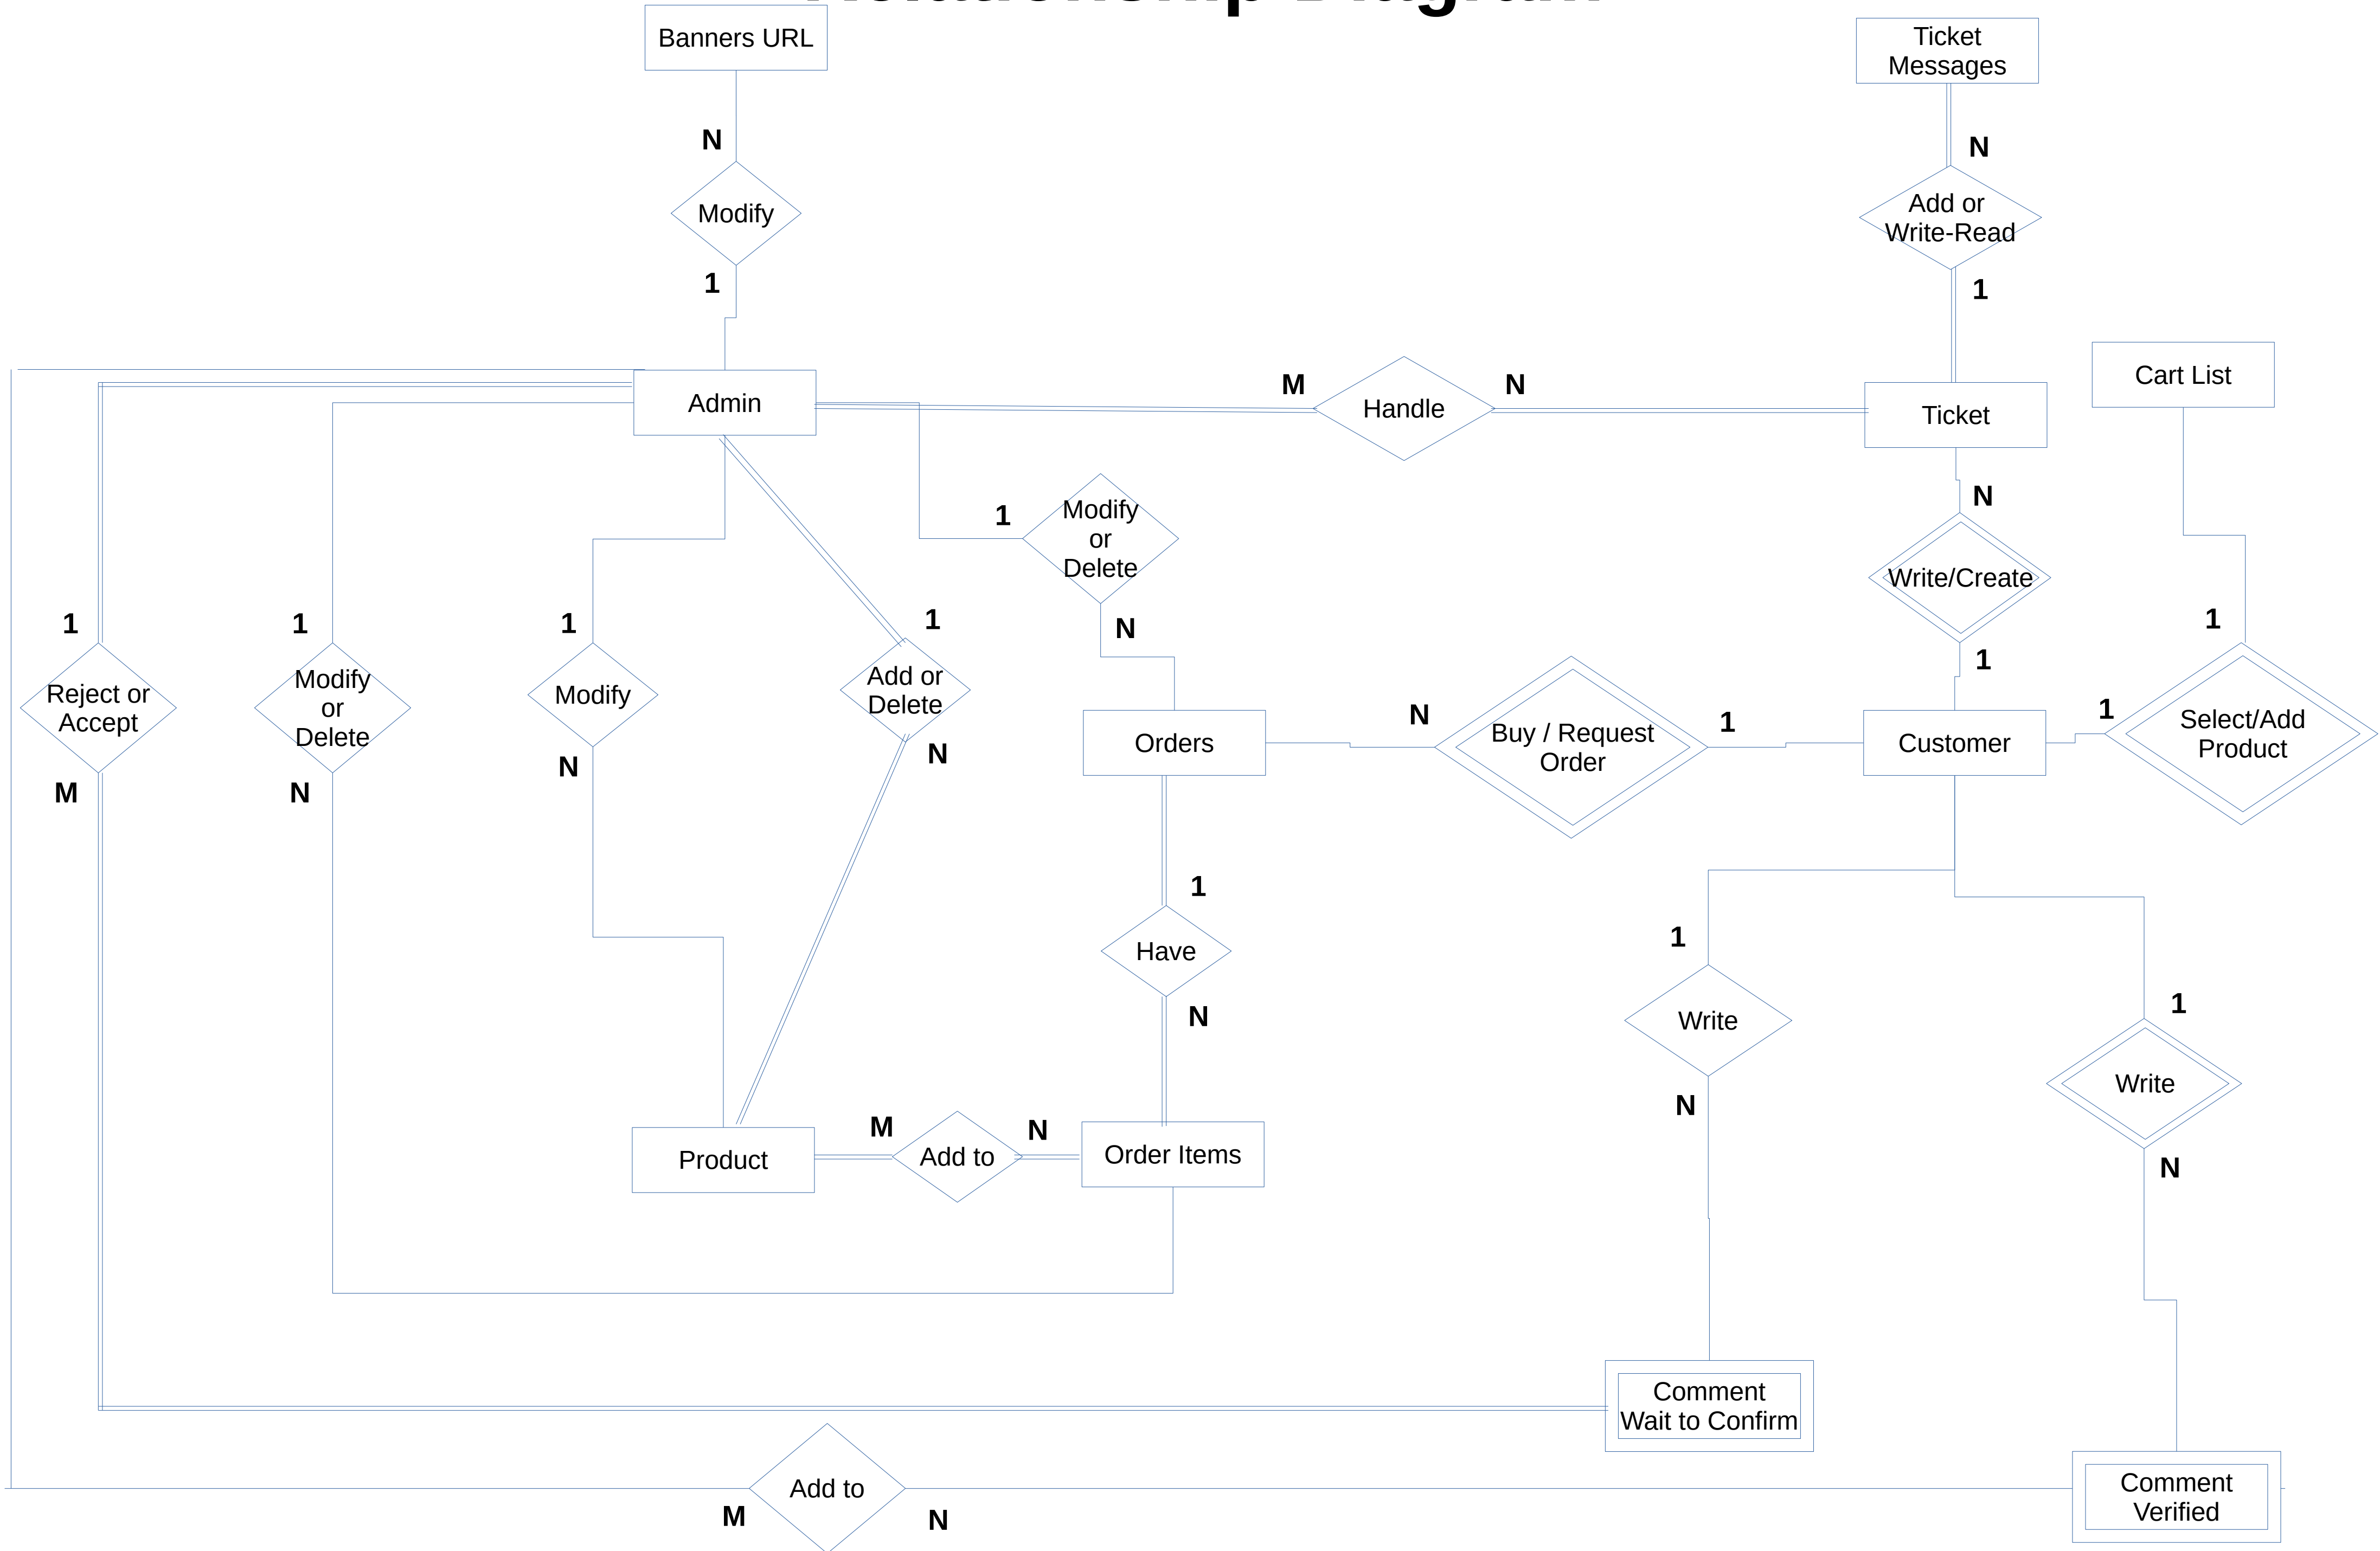 Relationship Diagram
Banners URL
Ticket
Messages
N
N
Modify
Add or
Write-Read
1
1
Cart List
Admin
M
Handle
N
Ticket
N
1
Modify
or
Delete
Write/Create
1
1
1
1
N
1
1
Reject or
Accept
Modify
or
Delete
Modify
Add or
Delete
N
1
1
Select/Add
Product
Orders
Buy / Request
Order
Customer
M
N
N
N
1
1
Have
Write
1
N
Write
N
M
N
N
Product
Add to
Order Items
Comment
Wait to Confirm
Add to
Comment
Verified
M
N